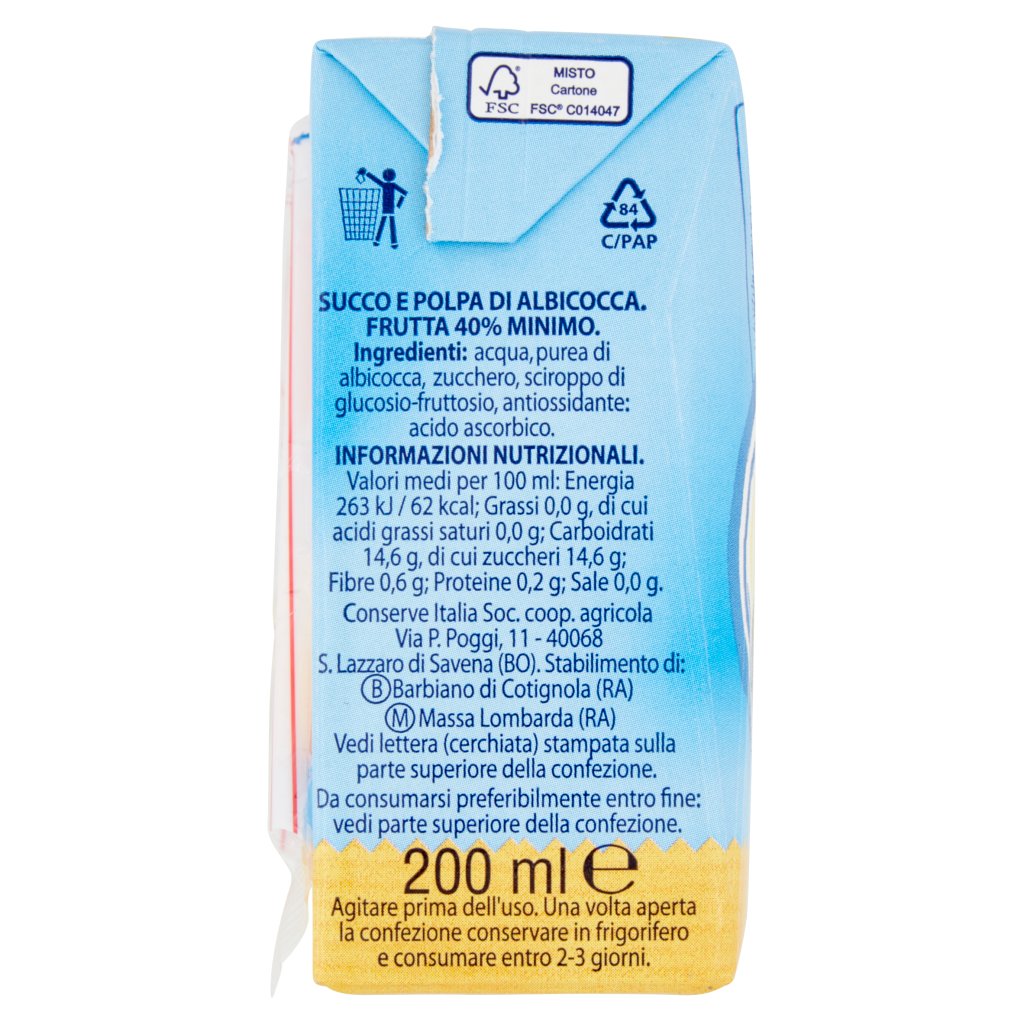 MISTO
Cartone
FSC
FSC® C014047
84
C/PAP
SUCCO E POLPA DI ALBICOCCA.
FRUTTA 40% MINIMO.
Ingredienti: acqua, purea di
albicocca, zucchero, sciroppo di
glucosio-fruttosio, antiossidante:
acido ascorbico.
INFORMAZIONI NUTRIZIONALI.
Valori medi per 100 ml: Energia
263 kJ / 62 kcal; Grassi 0,0 g, di cui
acidi grassi saturi 0,0 g; Carboidrati
14,6 g, di cui zuccheri 14,6 g;
Fibre 0,6 g; Proteine 0,2 g; Sale 0,0 g.
Conserve Italia Soc. coop. agricola
Via P. Poggi, 11 - 40068
S. Lazzaro di Savena (BO). Stabilimento di:
Ⓑ Barbiano di Cotignola (RA)
Ⓜ Massa Lombarda (RA)
Vedi lettera (cerchiata) stampata sulla
parte superiore della confezione.
Da consumarsi preferibilmente entro fine:
vedi parte superiore della confezione.
200 ml ℮
Agitare prima dell'uso. Una volta aperta
la confezione conservare in frigorifero
e consumare entro 2-3 giorni.